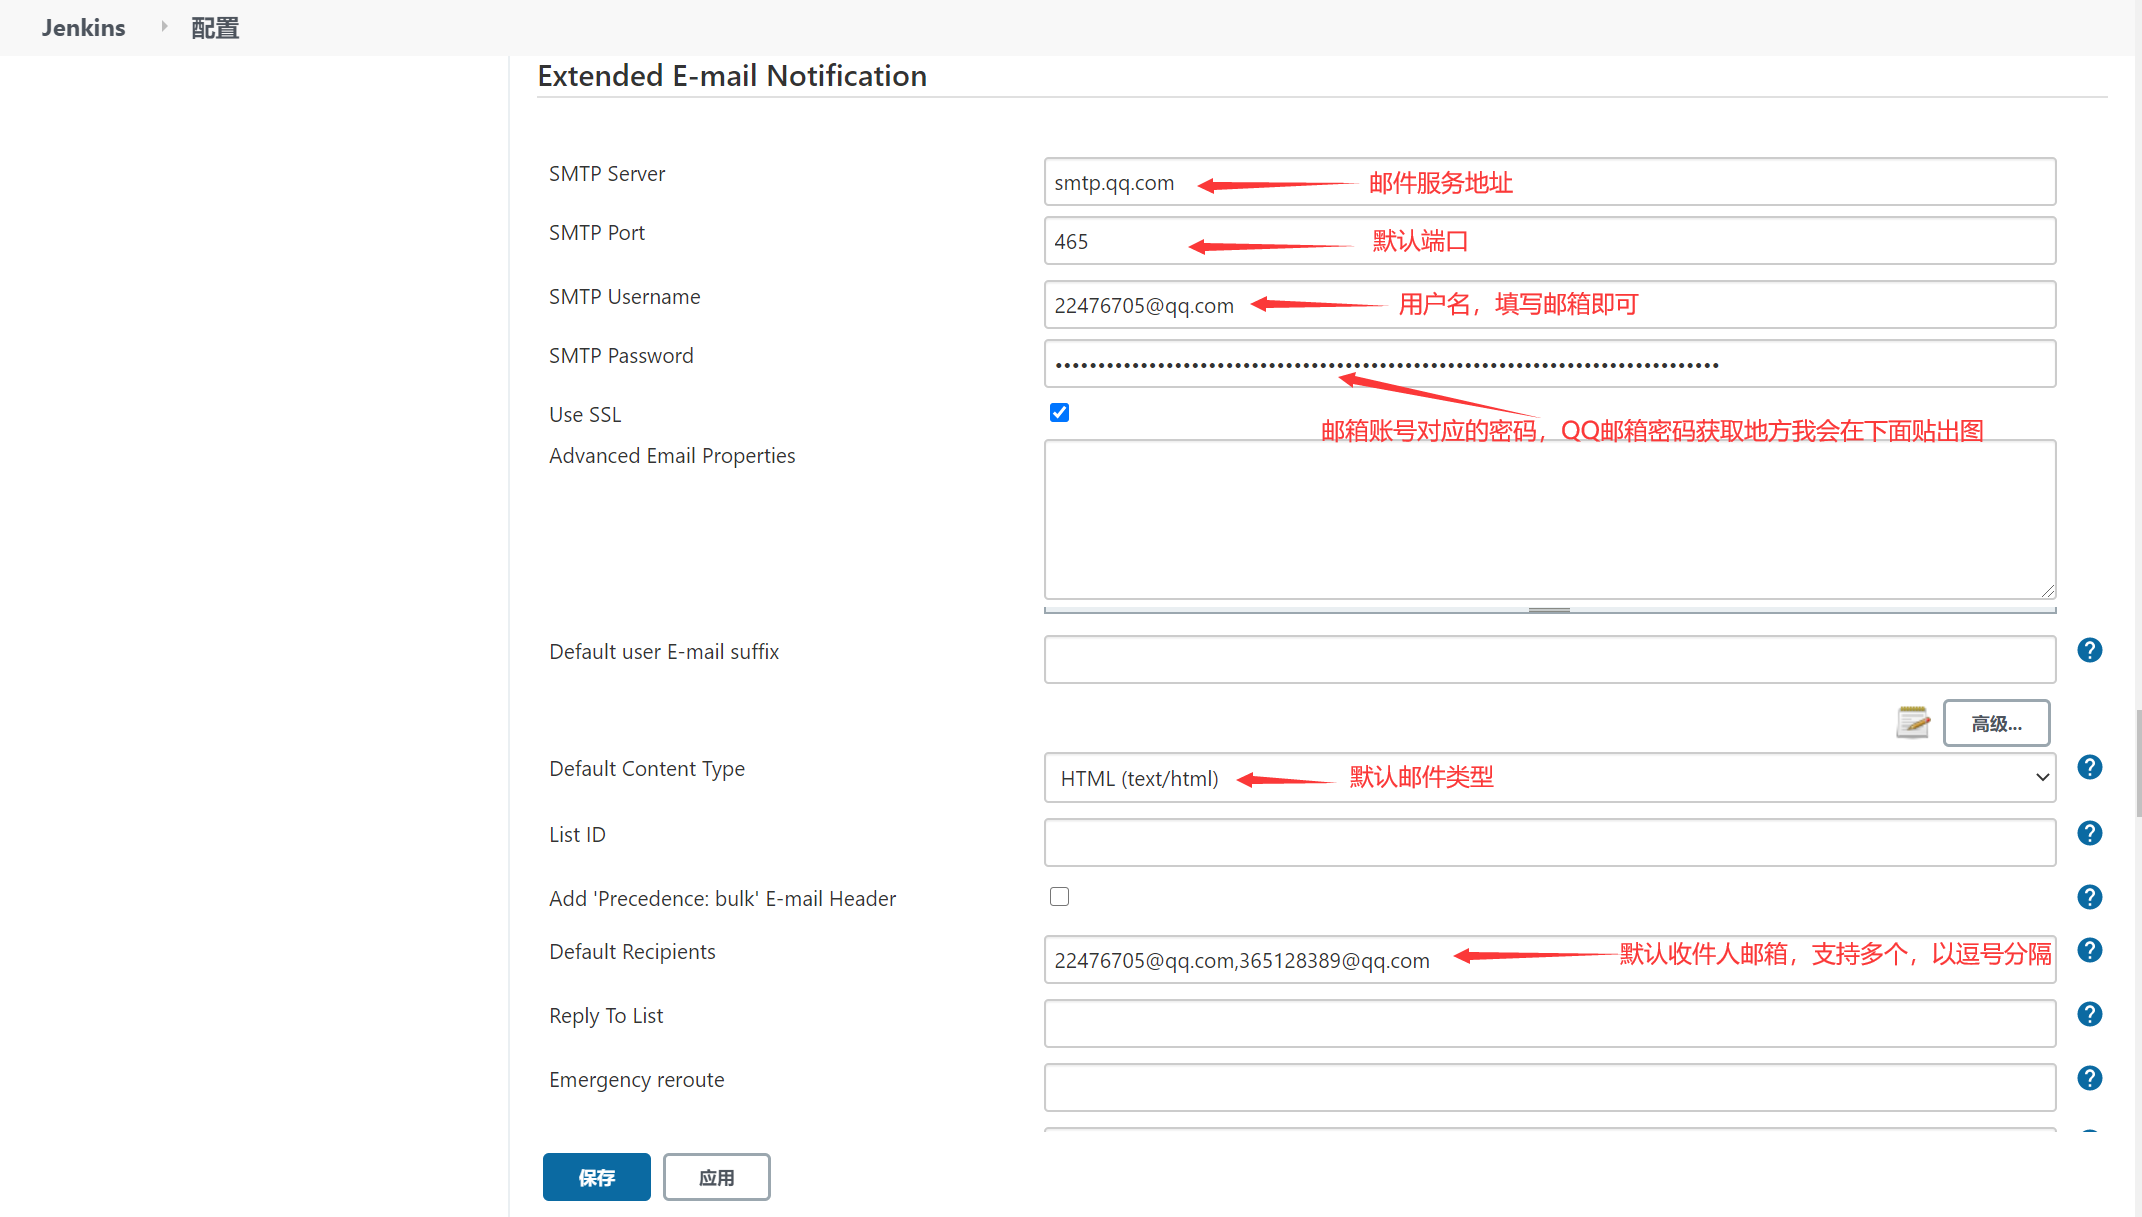 Jenkins 配置
Extended E-mail Notification
SMTP Server
smtp.qq.com 邮件服务地址
SMTP Port
465 默认端口
SMTP Username
22476705@qq.com 用户名，填写邮箱即可
SMTP Password
••••••••••••••••••••••••••••••••••••••••••••••••••••••••••••••••••••••••••••
Use SSL
邮箱账号对应的密码，QQ邮箱密码获取地方我会在下面贴出图
Advanced Email Properties
Default user E-mail suffix
?
高级...
Default Content Type
HTML (text/html) 默认邮件类型
?
List ID
?
Add 'Precedence: bulk' E-mail Header
?
Default Recipients
22476705@qq.com,365128389@qq.com 默认收件人邮箱，支持多个，以逗号分隔
?
Reply To List
?
Emergency reroute
?
保存 应用